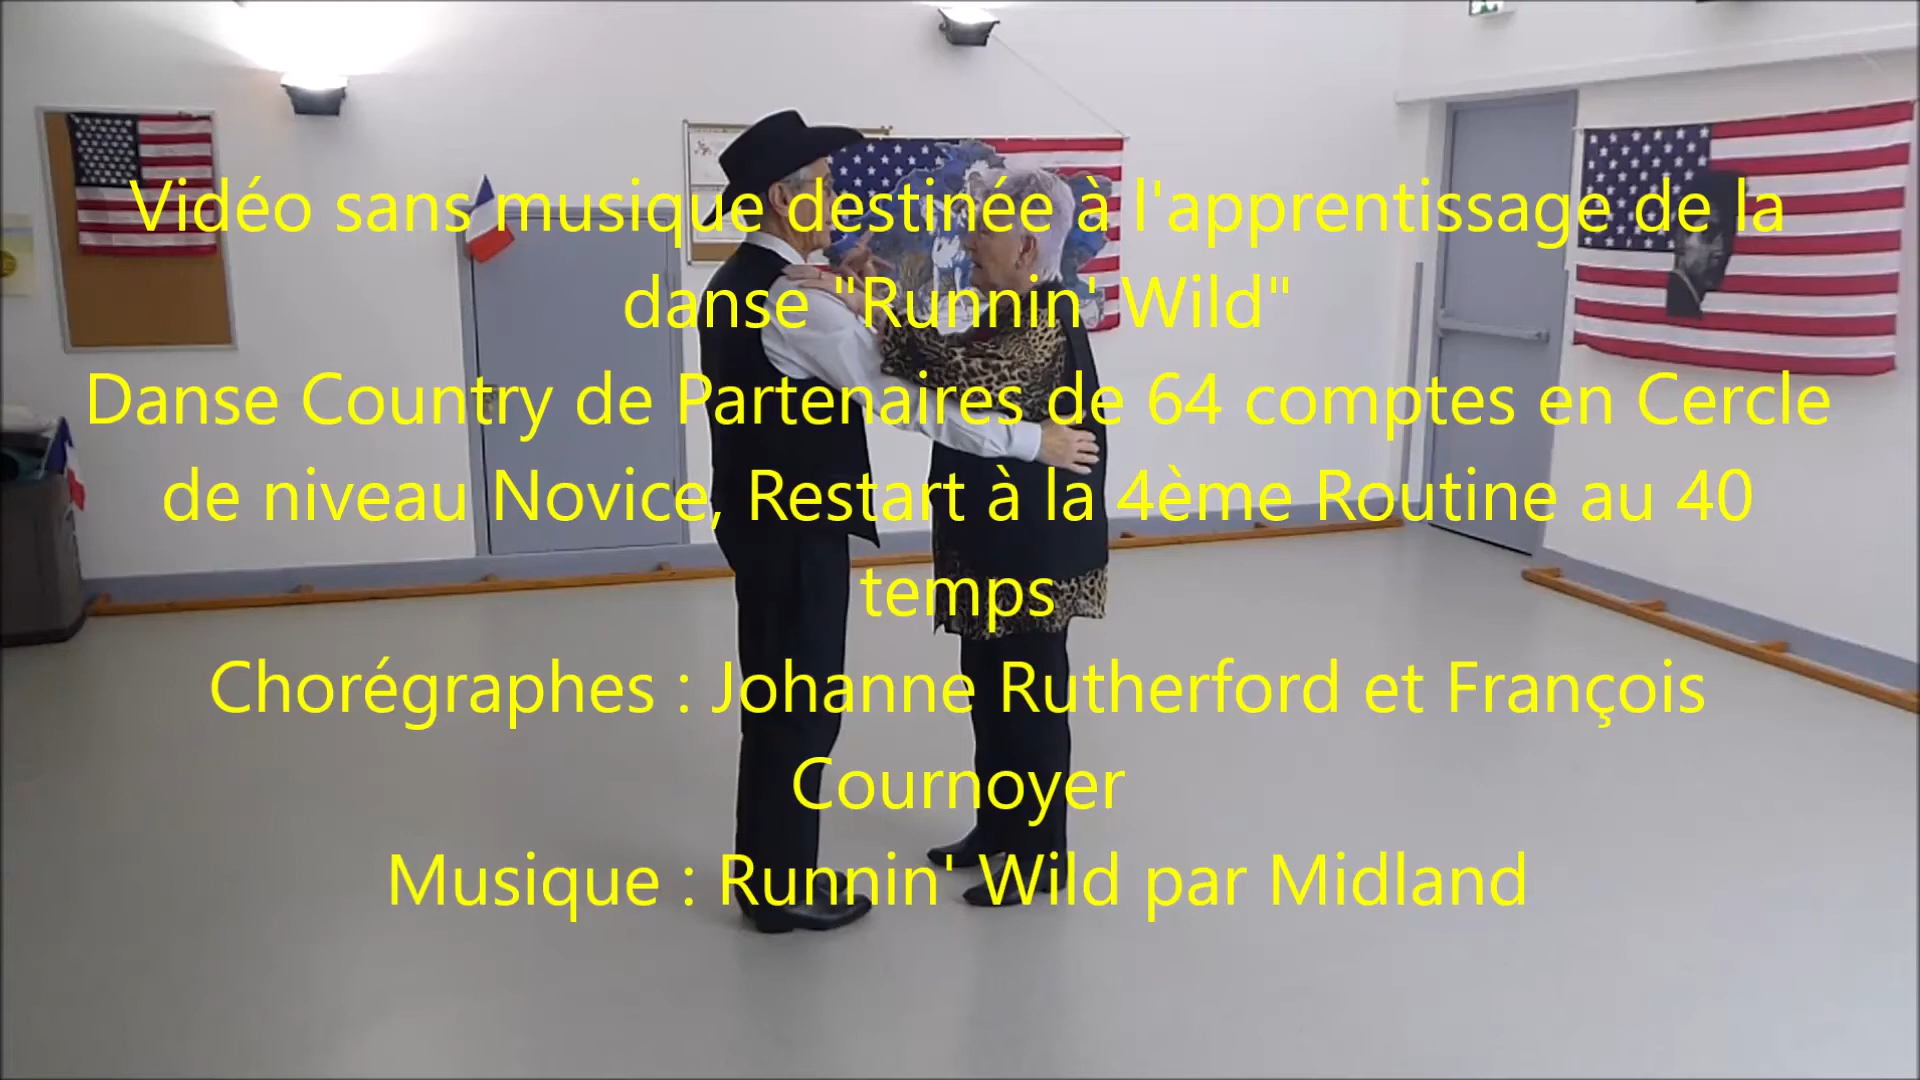 Vidéo sans musique destinée à l'apprentissage de la
danse "Runnin' Wild"
Danse Country de Partenaires de 64 comptes en Cercle
de niveau Novice, Restart à la 4ème Routine au 40
temps
Chorégraphes : Johanne Rutherford et François
Cournoyer
Musique : Runnin' Wild par Midland